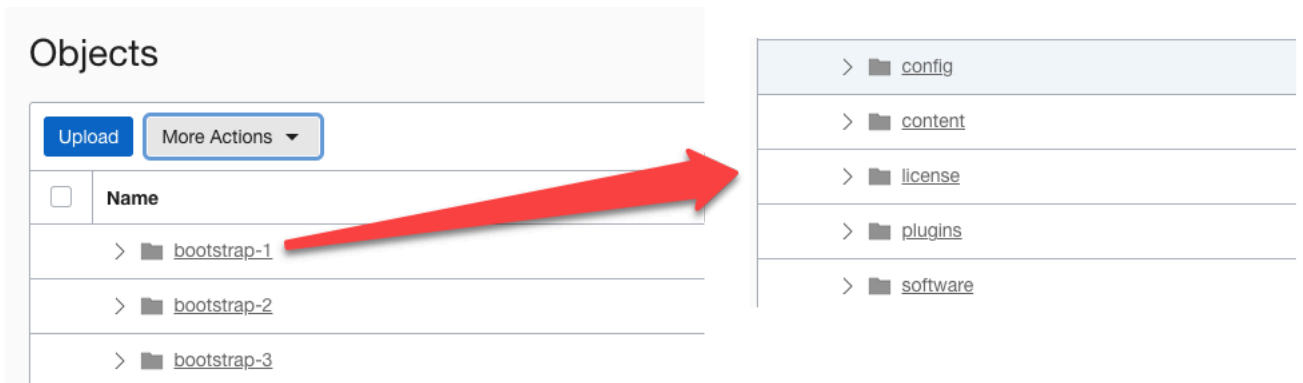 Objects
Upload
More Actions
Name
bootstrap-1
bootstrap-2
bootstrap-3
config
content
license
plugins
software